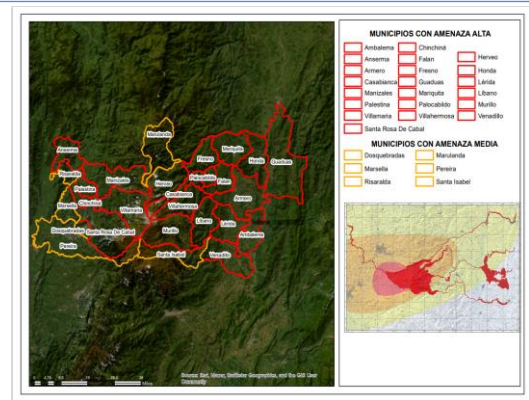 MUNICIPIOS CON AMENAZA ALTA
Ambalema Chinchiná
Anserma Falan Herveo
Armero Fresno Honda
Casabianca Guaduas Lérida
Manizales Mariquita Líbano
Palestina Palocabildo Murillo
Villamaria Villahermosa Venadillo
Santa Rosa De Cabal
MUNICIPIOS CON AMENAZA MEDIA
Dosquebradas Marulanda
Marsella Pereira
Risaralda Santa Isabel
Marulanda
Anserma
Mariquita
Fresno
Honda
Guaduas
Risaralda
Manizales
Herveo
Palocabildo
Falan
Palestina
Casabianca
Marsella
Chinchiná
Villamaria
Villahermosa
Armero
Líbano
Lérida
Dosquebradas
Santa Rosa De Cabal
Murillo
Ambalema
Pereira
Santa Isabel
Venadillo
Community